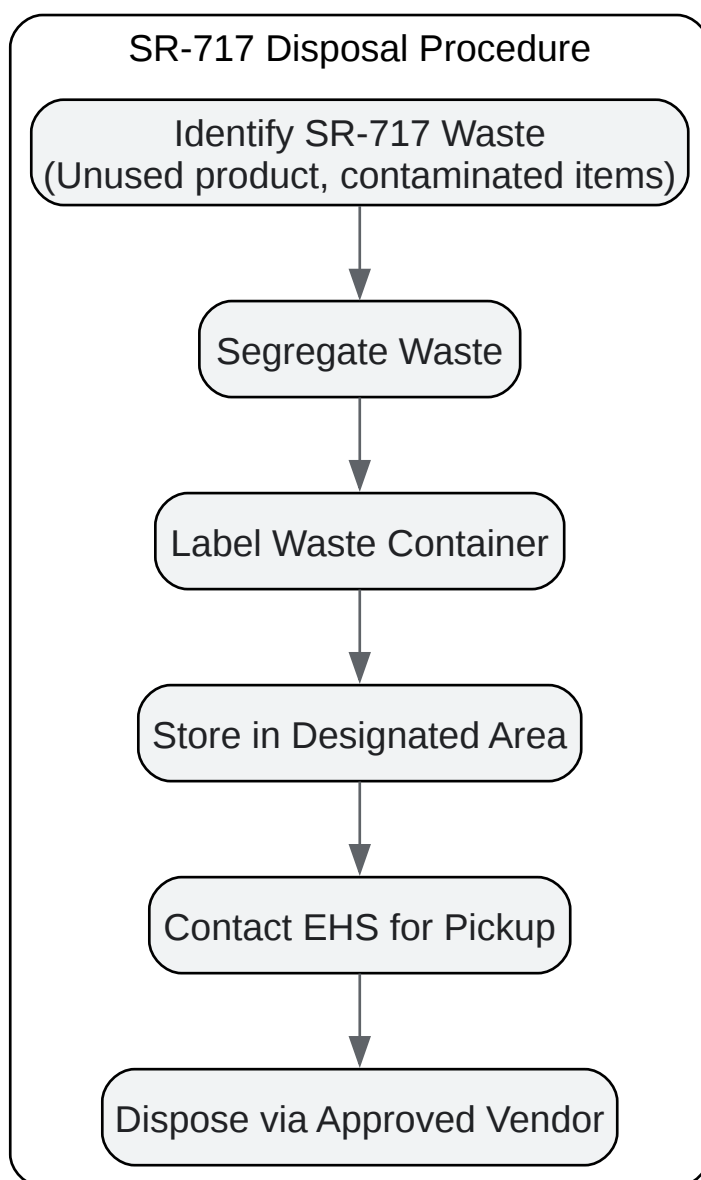 SR-717 Disposal Procedure
Identify SR-717 Waste
(Unused product, contaminated items)
Segregate Waste
Label Waste Container
Store in Designated Area
Contact EHS for Pickup
Dispose via Approved Vendor